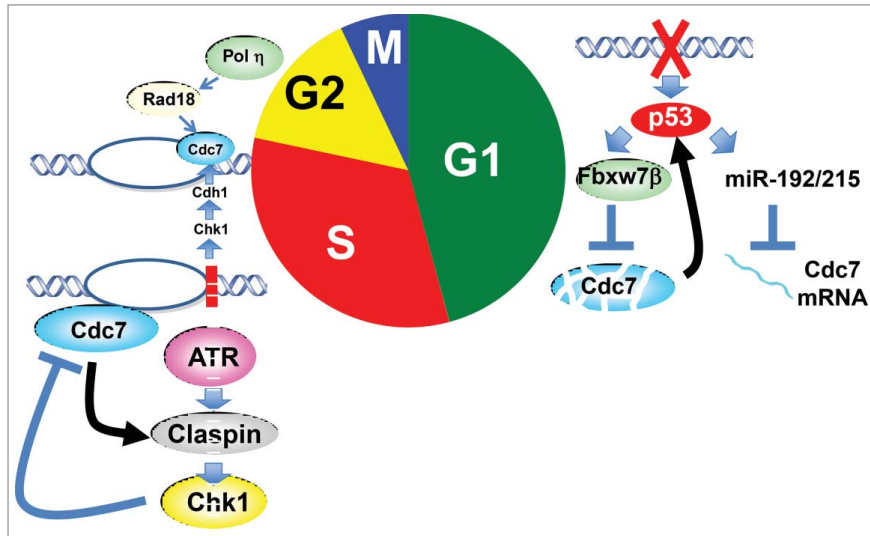 Pol η
Rad18
Cdc7
Cdh1
Chk1
Cdc7
ATR
Claspin
Chk1
M
G2
G1
S
p53
Fbxw7β
miR-192/215
Cdc7
Cdc7
mRNA